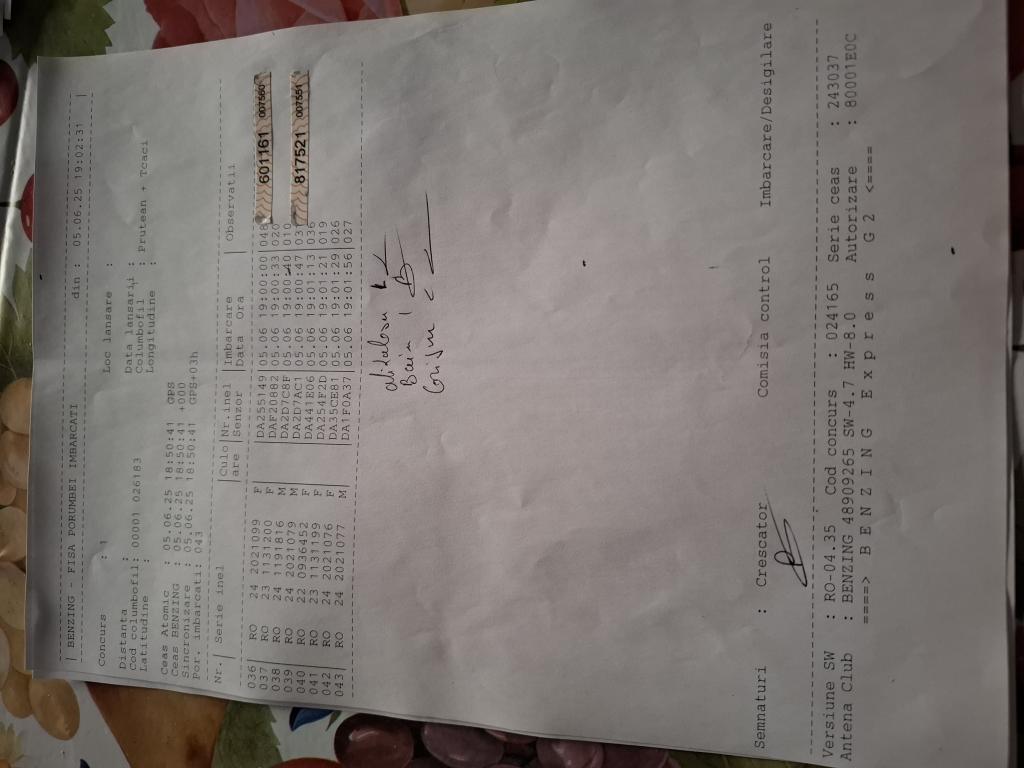 | BENZING - FISA PORUMBEI IMBARCATI din : 05.06.25 19:02:31 |
Concurs : 1 Loc lansare :
Distanta : Data lansarii :
Cod columbofil: 00001 026183 Columbofil : Prutean + Tcaci
Latitudine : Longitudine :
Ceas Atomic : 05.06.25 18:50:41 GPS
Ceas BENZING : 05.06.25 18:50:41 +000
Sincronizare : 05.06.25 18:50:41 GPS+03h
Por. imbarcati: 043
Nr.| Serie inel |Culo|Nr.inel |Imbarcare | Observatii
|are |Senzor |Data Ora |
036| RO 24 2021099 F |DA255149|05.06 19:00:00|048 601161 007550
037| RO 23 1131200 F |DAF20882|05.06 19:00:33|020
038| RO 24 1191816 M |DA2D7C8F|05.06 19:00:40|010 817521 007551
039| RO 24 2021079 M |DA2D7AC1|05.06 19:00:47|031
040| RO 22 0936452 F |DA441E06|05.06 19:01:13|036
041| RO 23 1131199 F |DA254F2D|05.06 19:01:23|019
042| RO 24 2021076 F |DA35CEB1|05.06 19:01:29|026
043| RO 24 2021077 M |DA1F0A37|05.06 19:01:56|027
Semnaturi : Crescator Comisia control Imbarcare/Desigilare
Versiune SW : RO-04.35 Cod concurs : 024165 Serie ceas : 243037
Antena Club : BENZING 48909265 SW-4.7 HW-8.0 Autorizare : 80001E0C
====> B E N Z I N G E x p r e s s G 2 <====